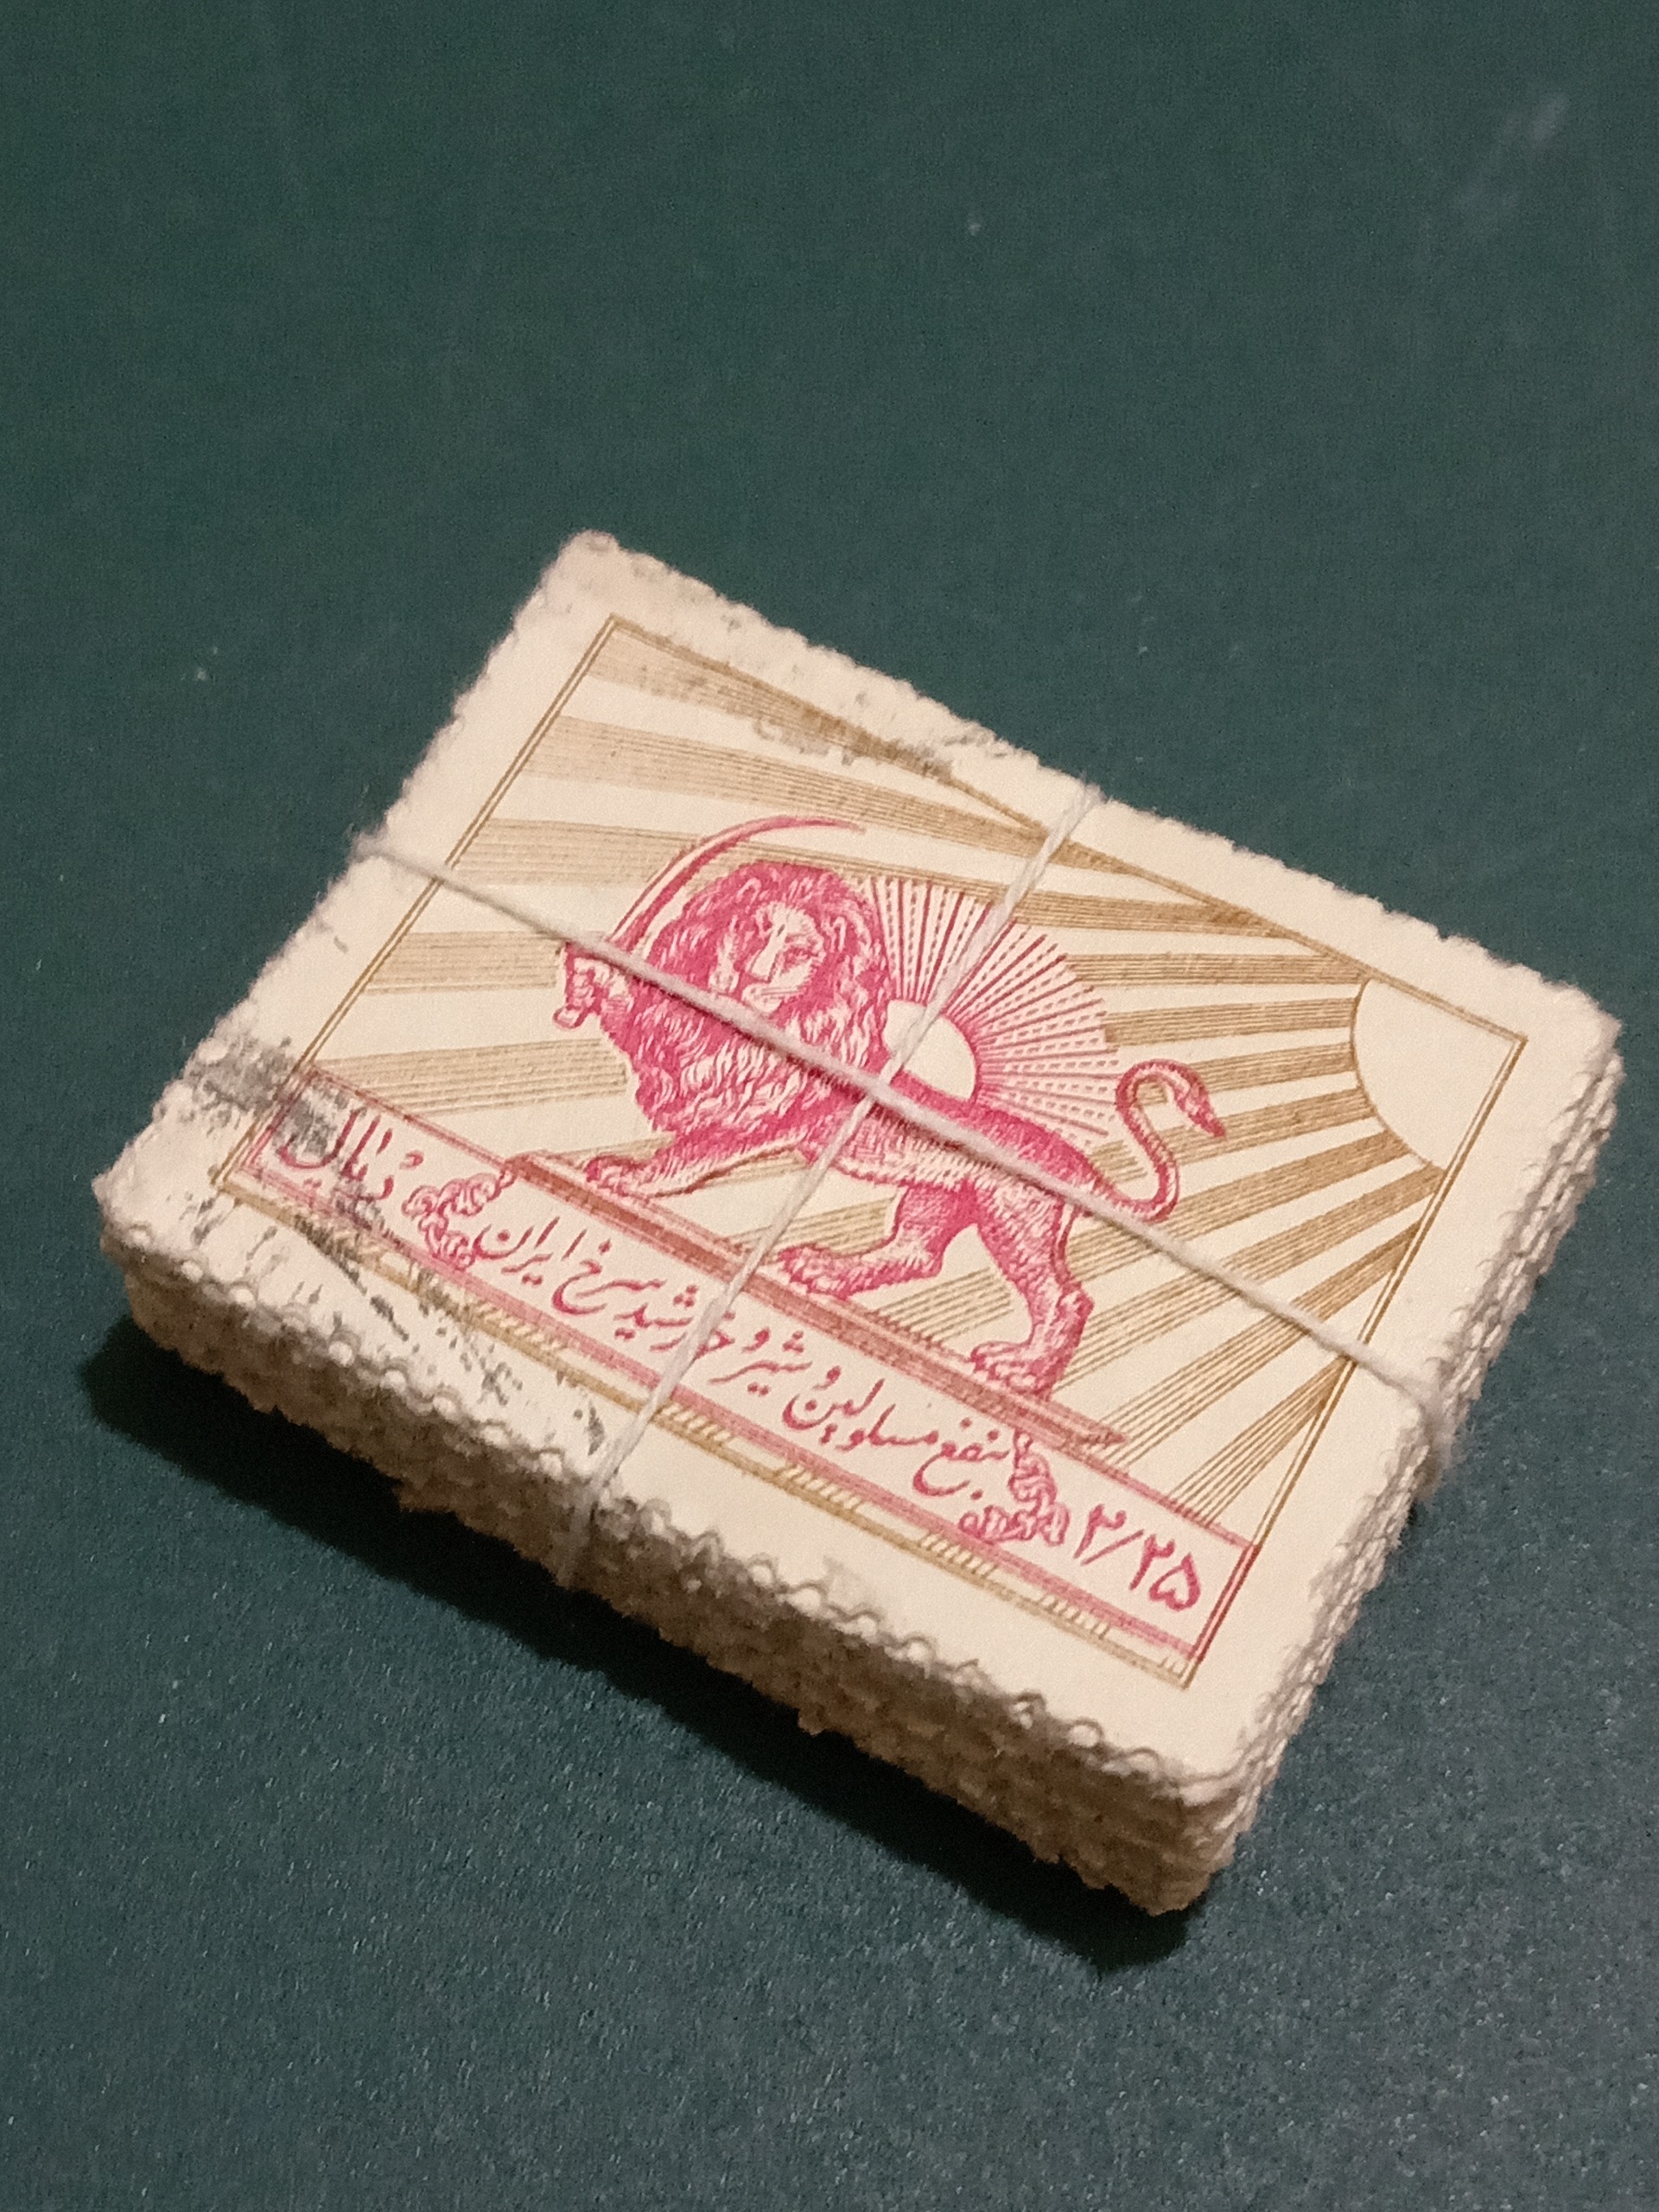 ۲/۲۵ بنفع مسلولین و شیر و خورشید سرخ ایران ریال